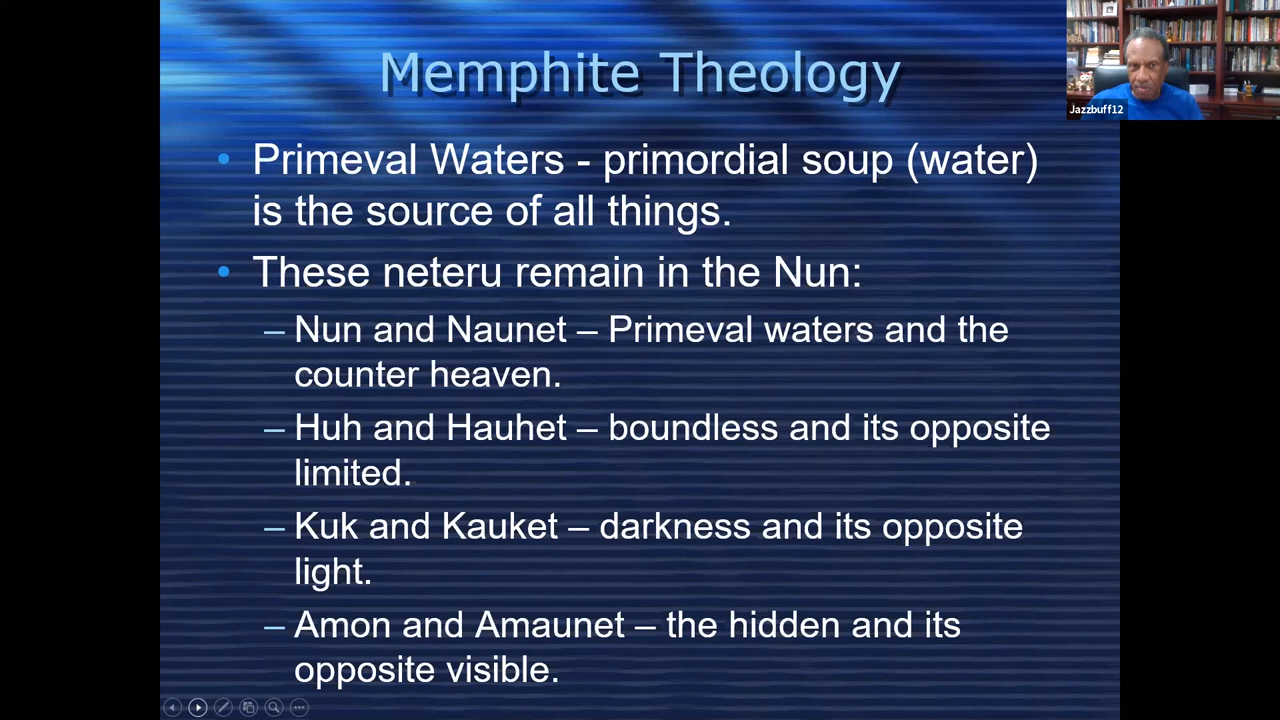 Memphite Theology
Jazzbuff12
• Primeval Waters - primordial soup (water)
is the source of all things.
• These neteru remain in the Nun:
– Nun and Naunet – Primeval waters and the
counter heaven.
– Huh and Hauhet – boundless and its opposite
limited.
– Kuk and Kauket – darkness and its opposite
light.
– Amon and Amaunet – the hidden and its
opposite visible.